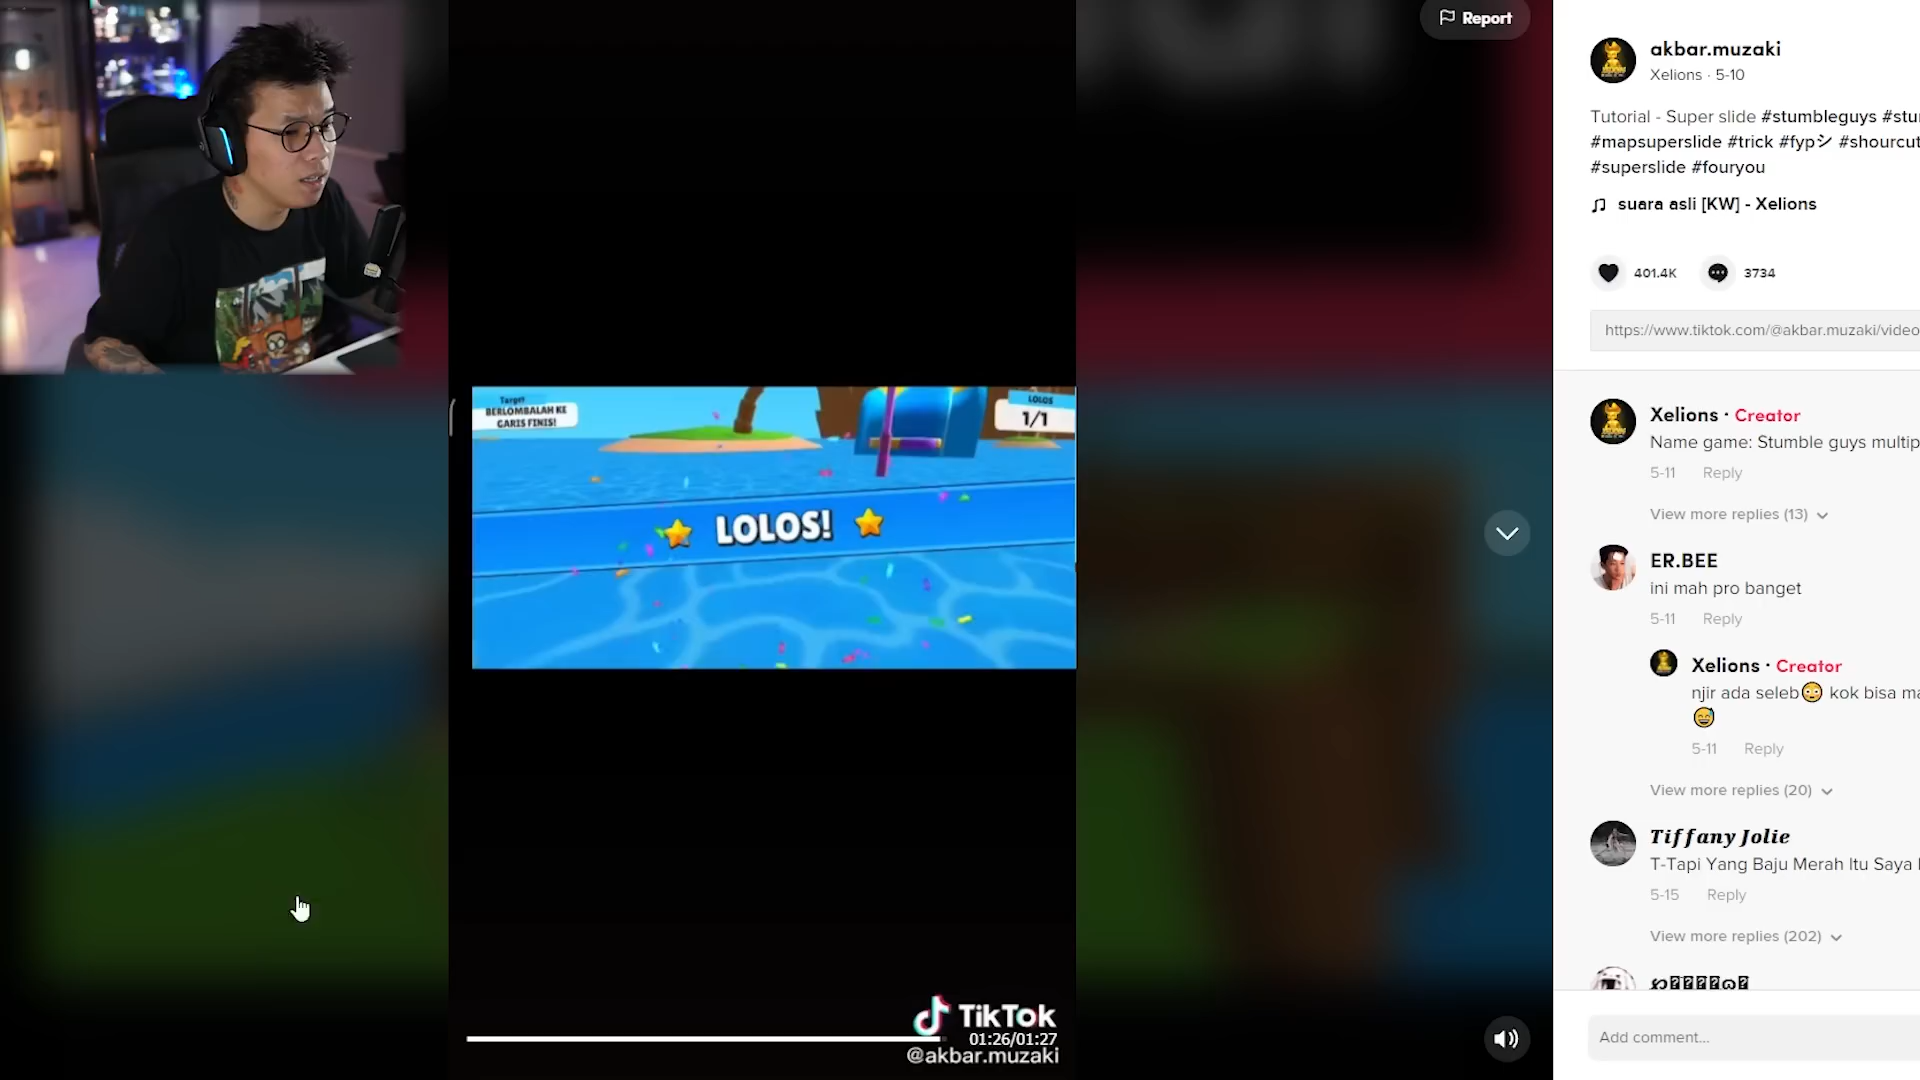 Report
Target
BERLOMBALAH KE
GARIS FINIS!
LOLOS
1/1
LOLOS!
TikTok
01:26/01:27
@akbar.muzaki
akbar.muzaki
Xelions · 5-10
Tutorial - Super slide #stumbleguys #stu
#mapsuperslide #trick #fypシ #shourcut
#superslide #fouryou
suara asli [KW] - Xelions
401.4K
3734
https://www.tiktok.com/@akbar.muzaki/video
Xelions · Creator
Name game: Stumble guys multip
5-11 Reply
View more replies (13)
ER.BEE
ini mah pro banget
5-11 Reply
Xelions · Creator
njir ada seleb😳 kok bisa ma
😅
5-11 Reply
View more replies (20)
Tiffany Jolie
T-Tapi Yang Baju Merah Itu Saya
5-15 Reply
View more replies (202)
Add comment...